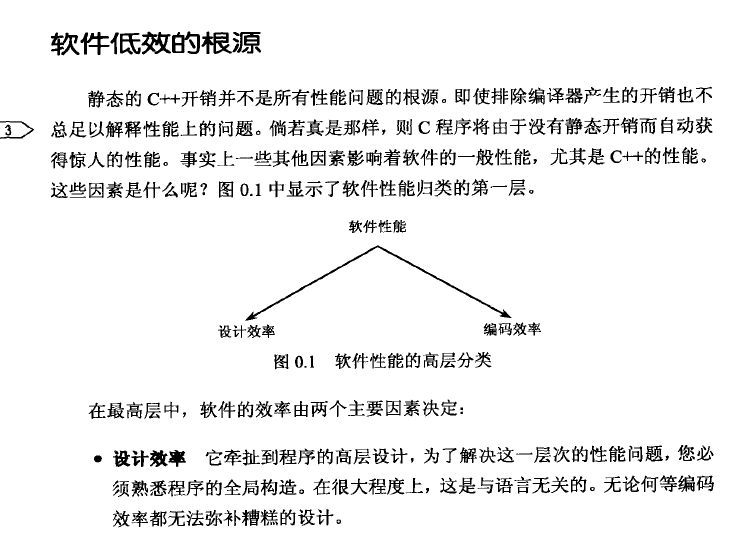 软件低效的根源
静态的 C++开销并不是所有性能问题的根源。即使排除编译器产生的开销也不
3
总足以解释性能上的问题。倘若真是那样，则 C 程序将由于没有静态开销而自动获
得惊人的性能。事实上一些其他因素影响着软件的一般性能，尤其是 C++的性能。
这些因素是什么呢？图 0.1 中显示了软件性能归类的第一层。
软件性能
设计效率 编码效率
图 0.1 软件性能的高层分类
在最高层中，软件的效率由两个主要因素决定：
● 设计效率 它牵扯到程序的高层设计，为了解决这一层次的性能问题，您必
须熟悉程序的全局构造。在很大程度上，这是与语言无关的。无论何等编码
效率都无法弥补糟糕的设计。